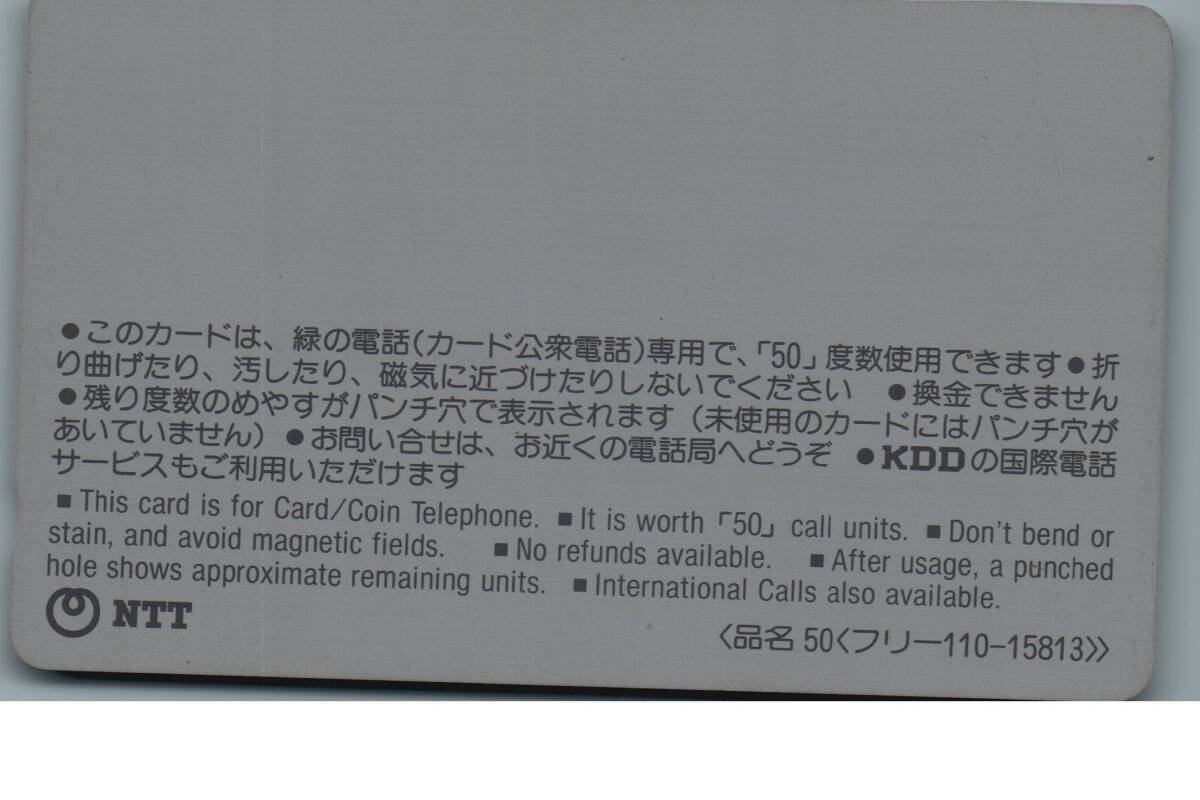 ●このカードは、緑の電話(カード公衆電話)専用で、「50」度数使用できます●折
り曲げたり、汚したり、磁気に近づけたりしないでください ●換金できません
●残り度数のめやすがパンチ穴で表示されます（未使用のカードにはパンチ穴が
あいていません）●お問い合せは、お近くの電話局へどうぞ ●KDDの国際電話
サービスもご利用いただけます
■This card is for Card/Coin Telephone. ■It is worth「50」call units. ■Don't bend or
stain, and avoid magnetic fields. ■No refunds available. ■After usage, a punched
hole shows approximate remaining units. ■International Calls also available.
NTT
〈品名 50〈フリー110-15813〉〉